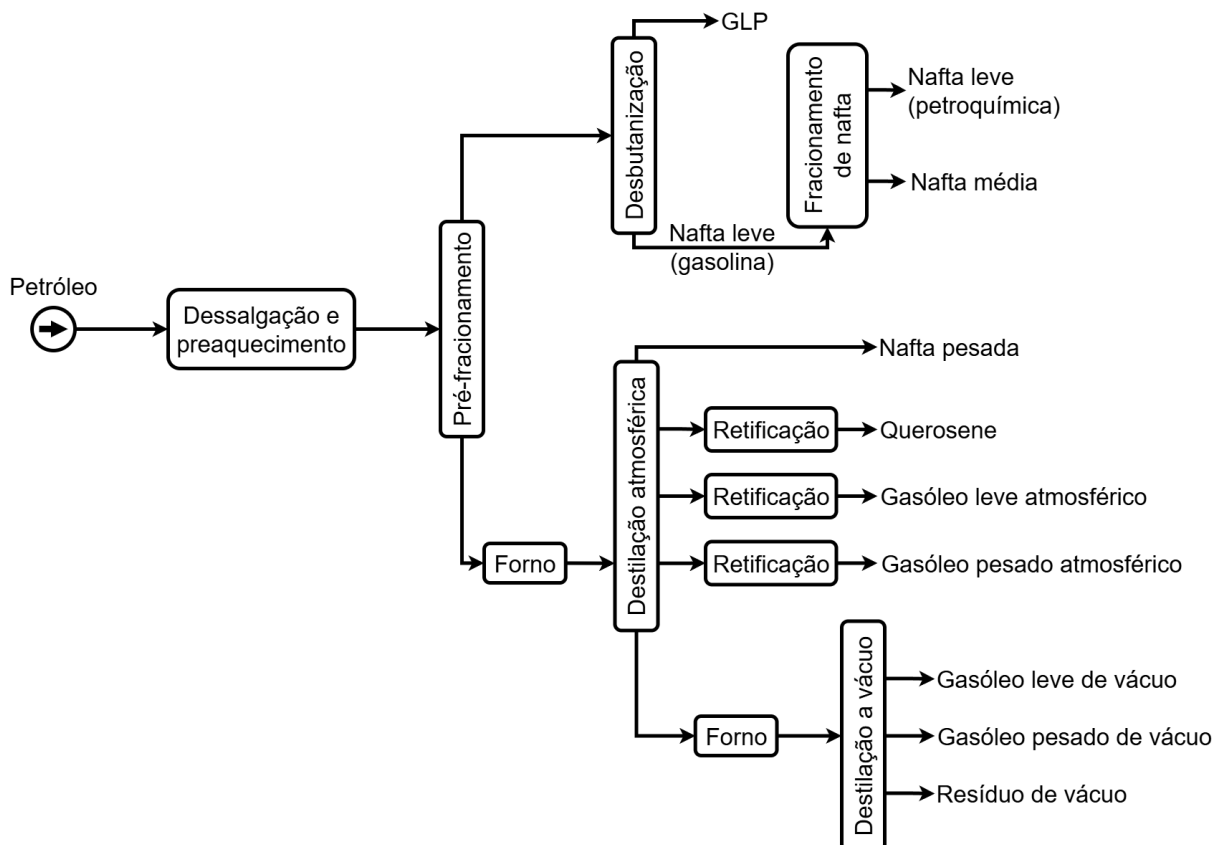 GLP
Desbutanização
Fracionamento
de nafta
Nafta leve
(petroquímica)
Nafta média
Nafta leve
(gasolina)
Petróleo
Dessalgação e
preaquecimento
Pré-fracionamento
Nafta pesada
Destilação atmosférica
Retificação
Querosene
Retificação
Gasóleo leve atmosférico
Forno
Retificação
Gasóleo pesado atmosférico
Destilação a vácuo
Gasóleo leve de vácuo
Forno
Gasóleo pesado de vácuo
Resíduo de vácuo